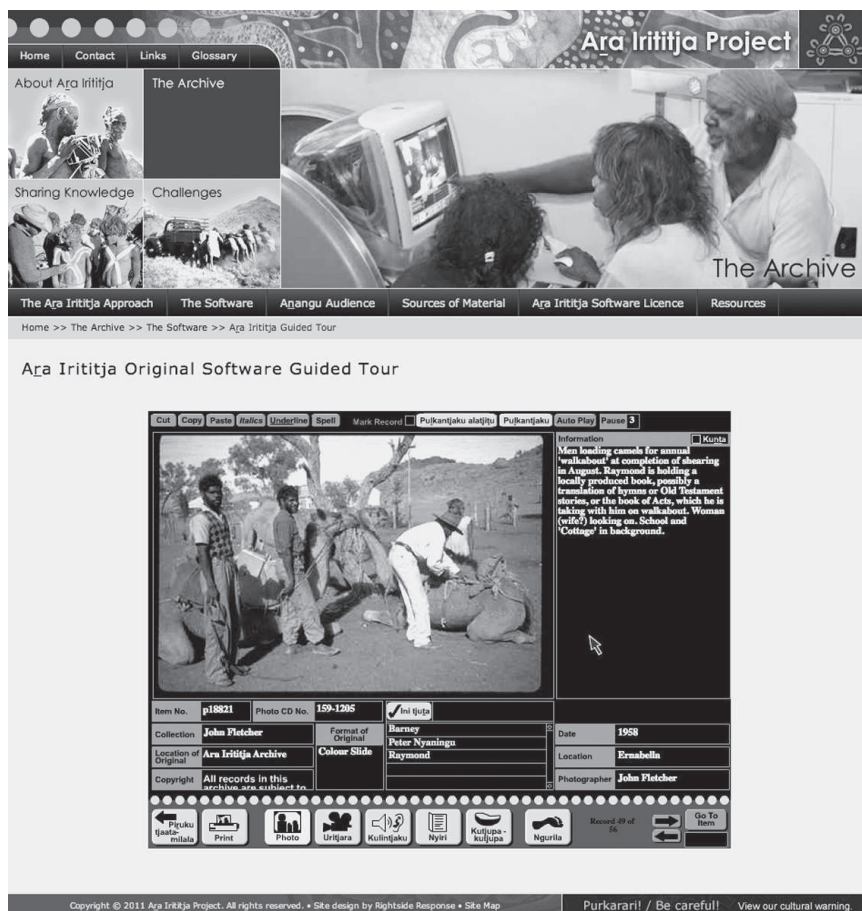 Ara Irititja Project
Home Contact Links Glossary
About Ara Irititja
The Archive
Sharing Knowledge
Challenges
The Archive
The Ara Irititja Approach The Software Anangu Audience Sources of Material Ara Irititja Software Licence Resources
Home >> The Archive >> The Software >> Ara Irititja Guided Tour
Ara Irititja Original Software Guided Tour
Cut Copy Paste Italics Underline Spell Mark Record Pulkantjaku alatjitu Pulkantjaku Auto Play Pause 3
Information Kunta
Men loading camels for annual
'walkabout' at completion of shearing
in August. Raymond is holding a
locally produced book, possibly a
translation of hymns or Old Testament
stories, or the book of Acts, which he is
taking with him on walkabout. Woman
(wife?) looking on. School and
'Cottage' in background.
Item No. p18821 Photo CD No. 159-1205 Ini tjuta
Collection John Fletcher
Format of
Original
Colour Slide
Barney
Peter Nyaningu
Raymond
Date 1958
Location of
Original
Ara Irititja Archive
Location Ernabella
Copyright All records in this
archive are subject to
Photographer John Fletcher
Piruku
tjaata-
milala
Print
Photo
Uritjara
Kulintjaku
Nyiri
Kutjupa-
kutjupa
Ngurila
Record 49 of
56
Go To
Item
Copyright © 2011 Ara Irititja Project. All rights reserved. • Site design by Rightside Response • Site Map
Purkarari! / Be careful! View our cultural warning.